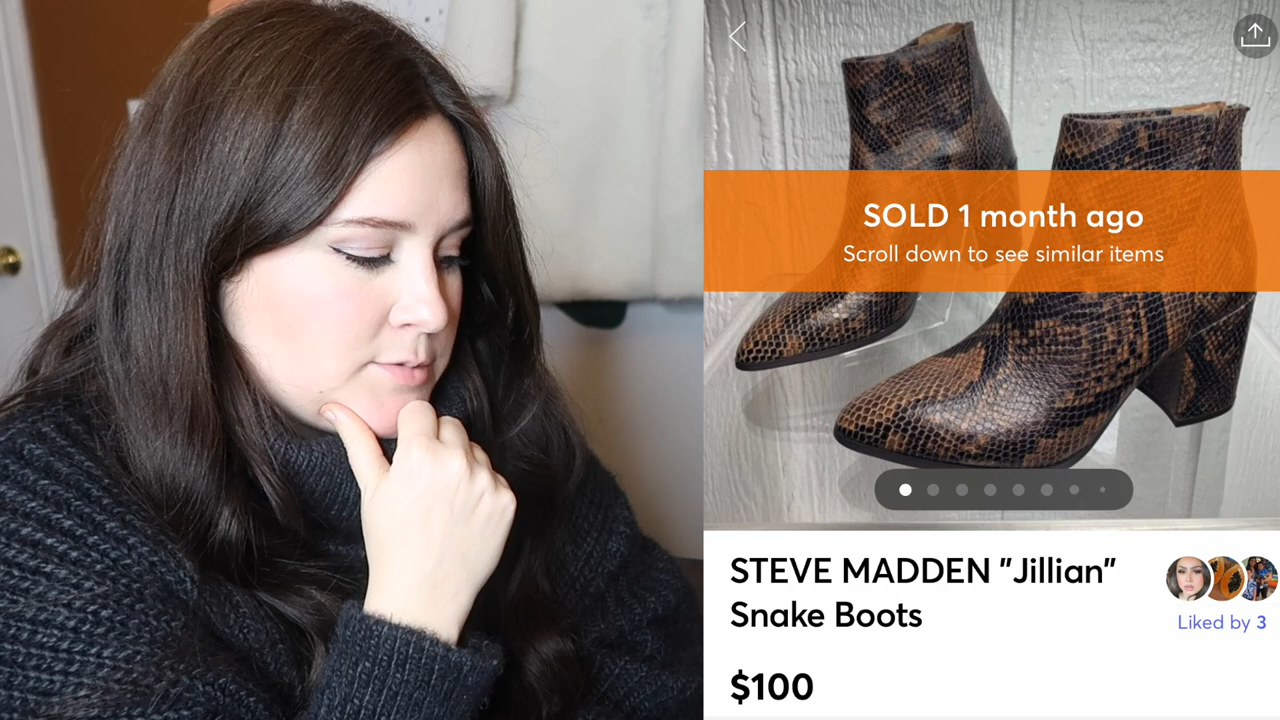 SOLD 1 month ago
Scroll down to see similar items
STEVE MADDEN "Jillian"
Snake Boots
Liked by 3
$100